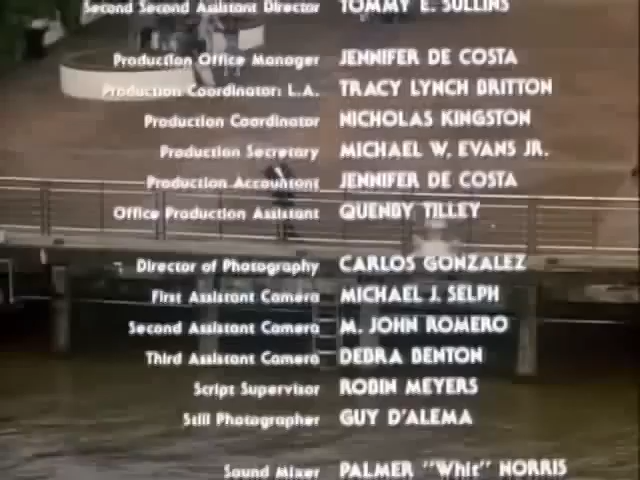 Second Second Assistant Director TOMMY E. SULLINS
Production Office Manager JENNIFER DE COSTA
Production Coordinator: L.A. TRACY LYNCH BRITTON
Production Coordinator NICHOLAS KINGSTON
Production Secretary MICHAEL W. EVANS JR.
Production Accountant JENNIFER DE COSTA
Office Production Assistant QUENBY TILLEY
Director of Photography CARLOS GONZALEZ
First Assistant Camera MICHAEL J. SELPH
Second Assistant Camera M. JOHN ROMERO
Third Assistant Camera DEBRA BENTON
Script Supervisor ROBIN MEYERS
Still Photographer GUY D'ALEMA
Sound Mixer PALMER "Whit" NORRIS